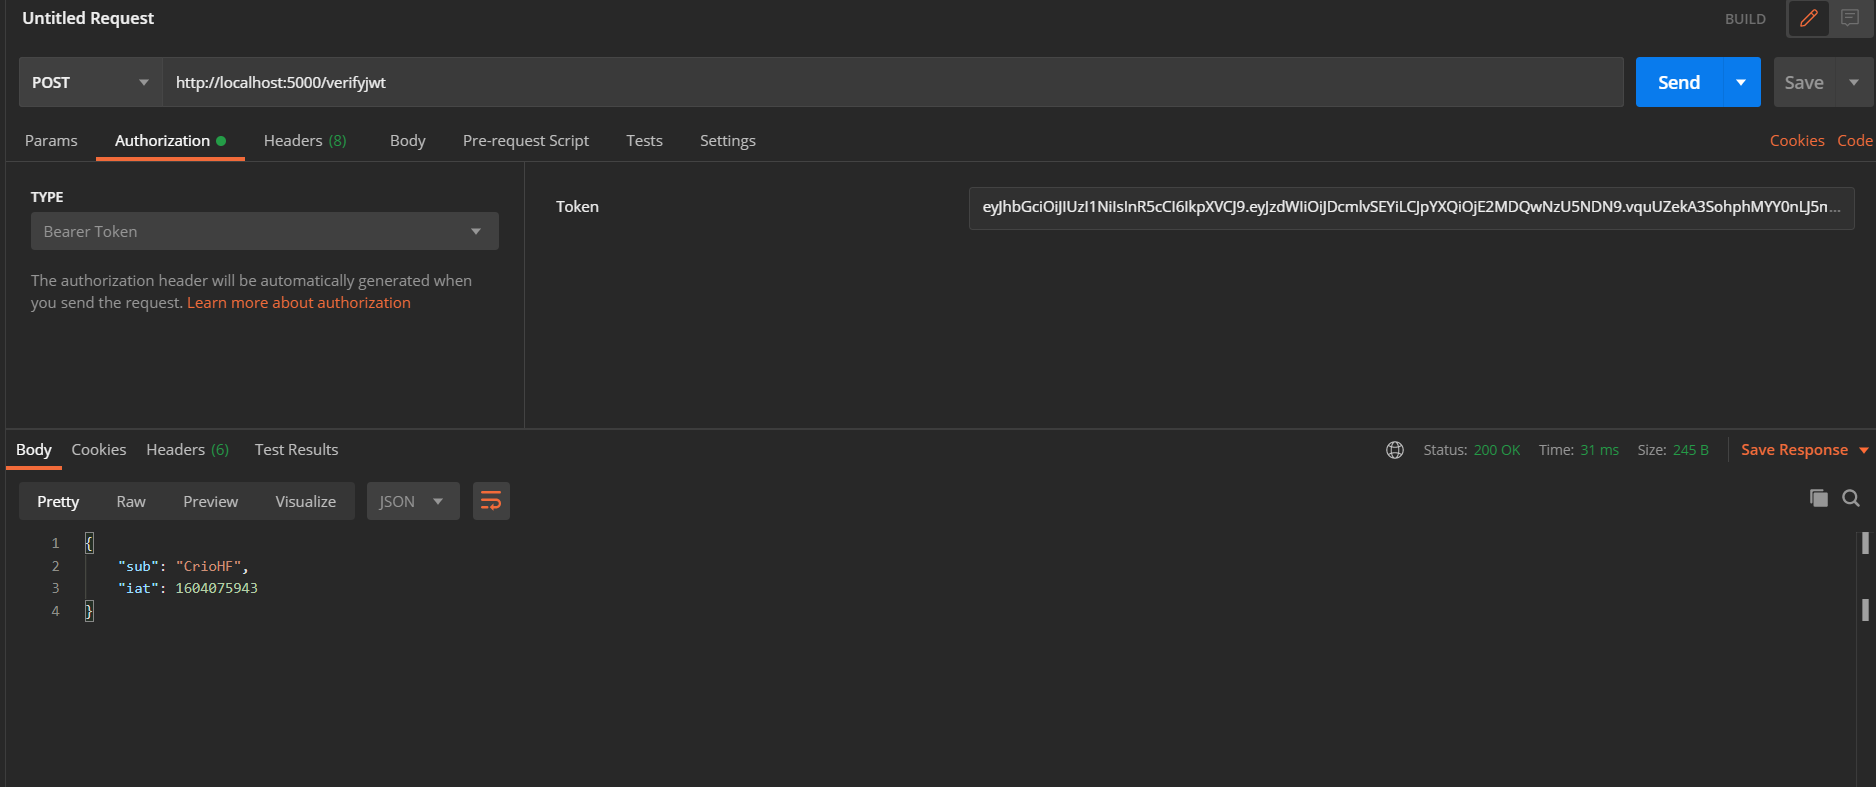 Untitled Request
BUILD
POST
http://localhost:5000/verifyjwt
Send
Save
Params Authorization Headers (8) Body Pre-request Script Tests Settings
Cookies Code
TYPE
Bearer Token
The authorization header will be automatically generated when
you send the request. Learn more about authorization
Token
eyJhbGciOiJIUzI1NiIsInR5cCI6IkpXVCJ9.eyJzdWIiOiJDcmlvSEYiLCJpYXQiOjE2MDQwNzU5NDN9.vquUZekA3SohphMYY0nLJ5n...
Body Cookies Headers (6) Test Results
Status: 200 OK Time: 31 ms Size: 245 B
Save Response
Pretty Raw Preview Visualize JSON
1 {
2 "sub": "CrioHF",
3 "iat": 1604075943
4 }